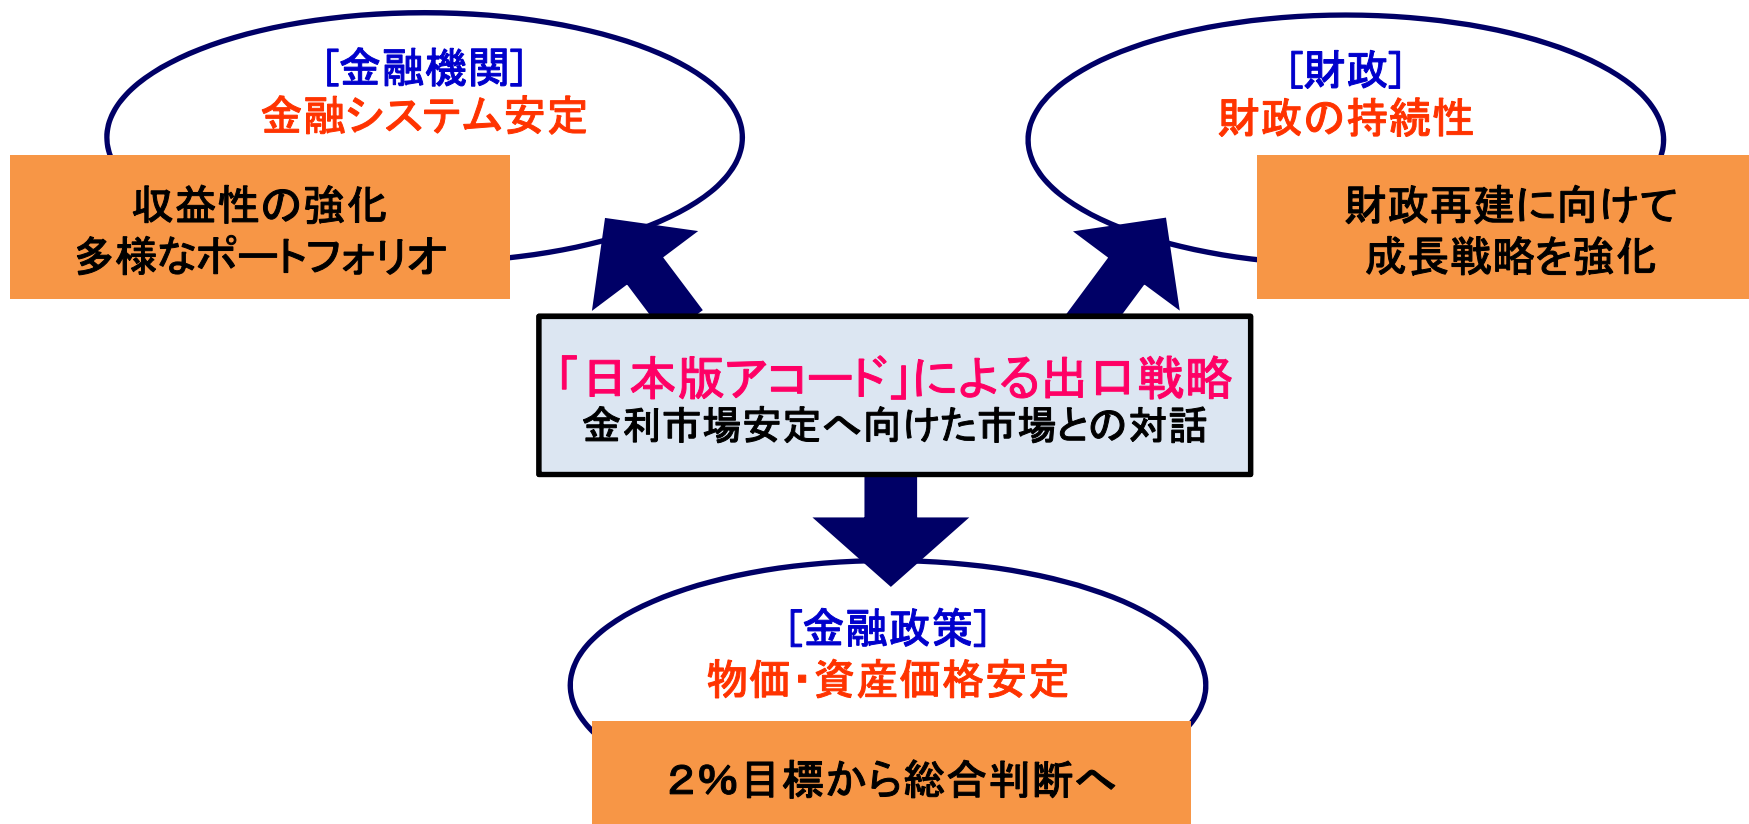 [金融機関]
金融システム安定
収益性の強化
多様なポートフォリオ
[財政]
財政の持続性
財政再建に向けて
成長戦略を強化
「日本版アコード」による出口戦略
金利市場安定へ向けた市場との対話
[金融政策]
物価・資産価格安定
２％目標から総合判断へ